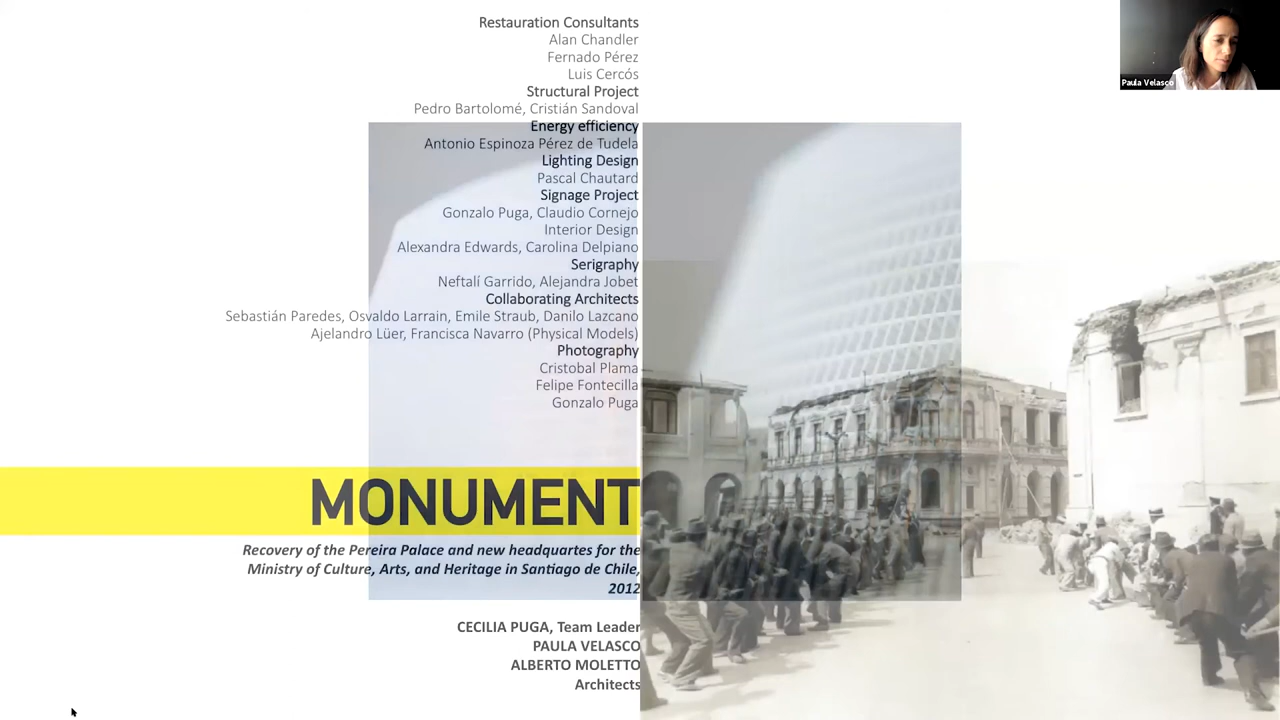 Restauration Consultants
Alan Chandler
Fernado Pérez
Luis Cercós
Structural Project
Pedro Bartolomé, Cristián Sandoval
Energy efficiency
Antonio Espinoza Pérez de Tudela
Lighting Design
Pascal Chautard
Signage Project
Gonzalo Puga, Claudio Cornejo
Interior Design
Alexandra Edwards, Carolina Delpiano
Serigraphy
Neftalí Garrido, Alejandra Jobet
Collaborating Architects
Sebastián Paredes, Osvaldo Larrain, Emile Straub, Danilo Lazcano
Ajelandro Lüer, Francisca Navarro (Physical Models)
Photography
Cristobal Plama
Felipe Fontecilla
Gonzalo Puga
MONUMENT
Recovery of the Pereira Palace and new headquartes for the
Ministry of Culture, Arts, and Heritage in Santiago de Chile,
2012
CECILIA PUGA, Team Leader
PAULA VELASCO
ALBERTO MOLETTO
Architects
Paula Velasco